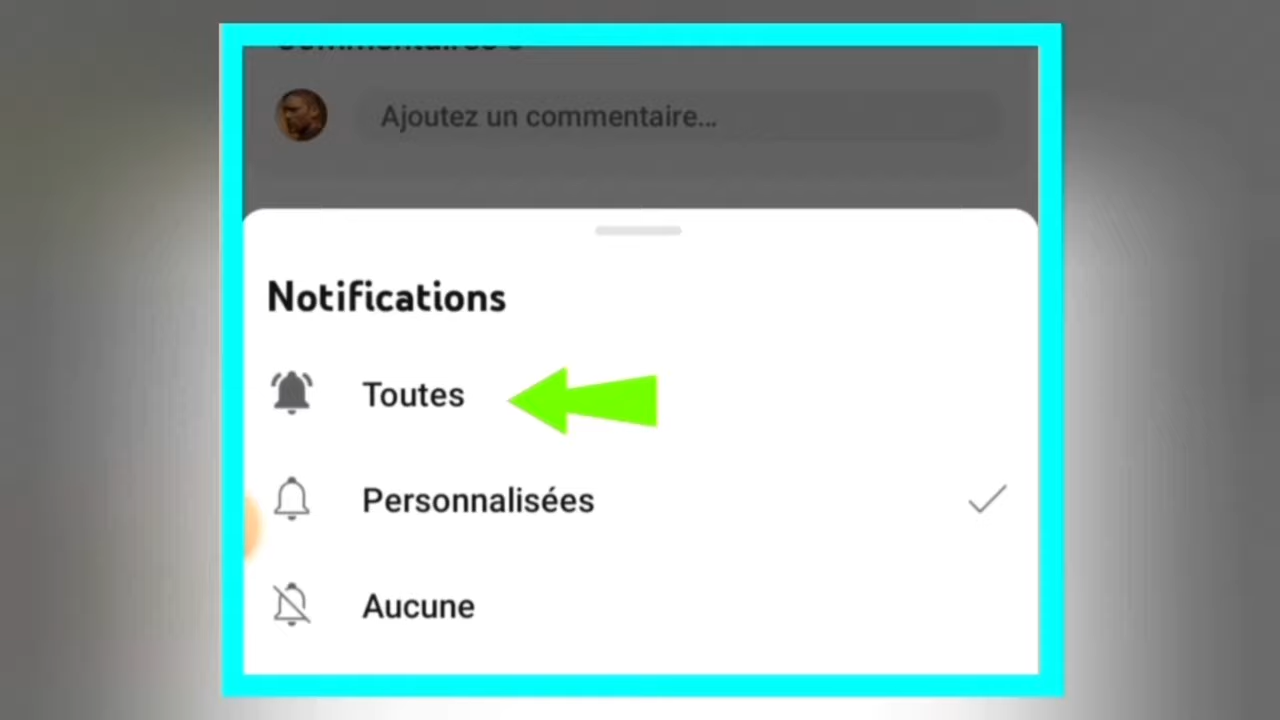 Ajoutez un commentaire...
Notifications
Toutes
Personnalisées
Aucune